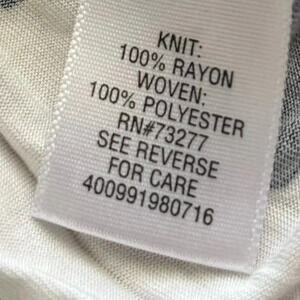 KNIT:
100% RAYON
WOVEN:
100% POLYESTER
RN#73277
SEE REVERSE
FOR CARE
400991980716